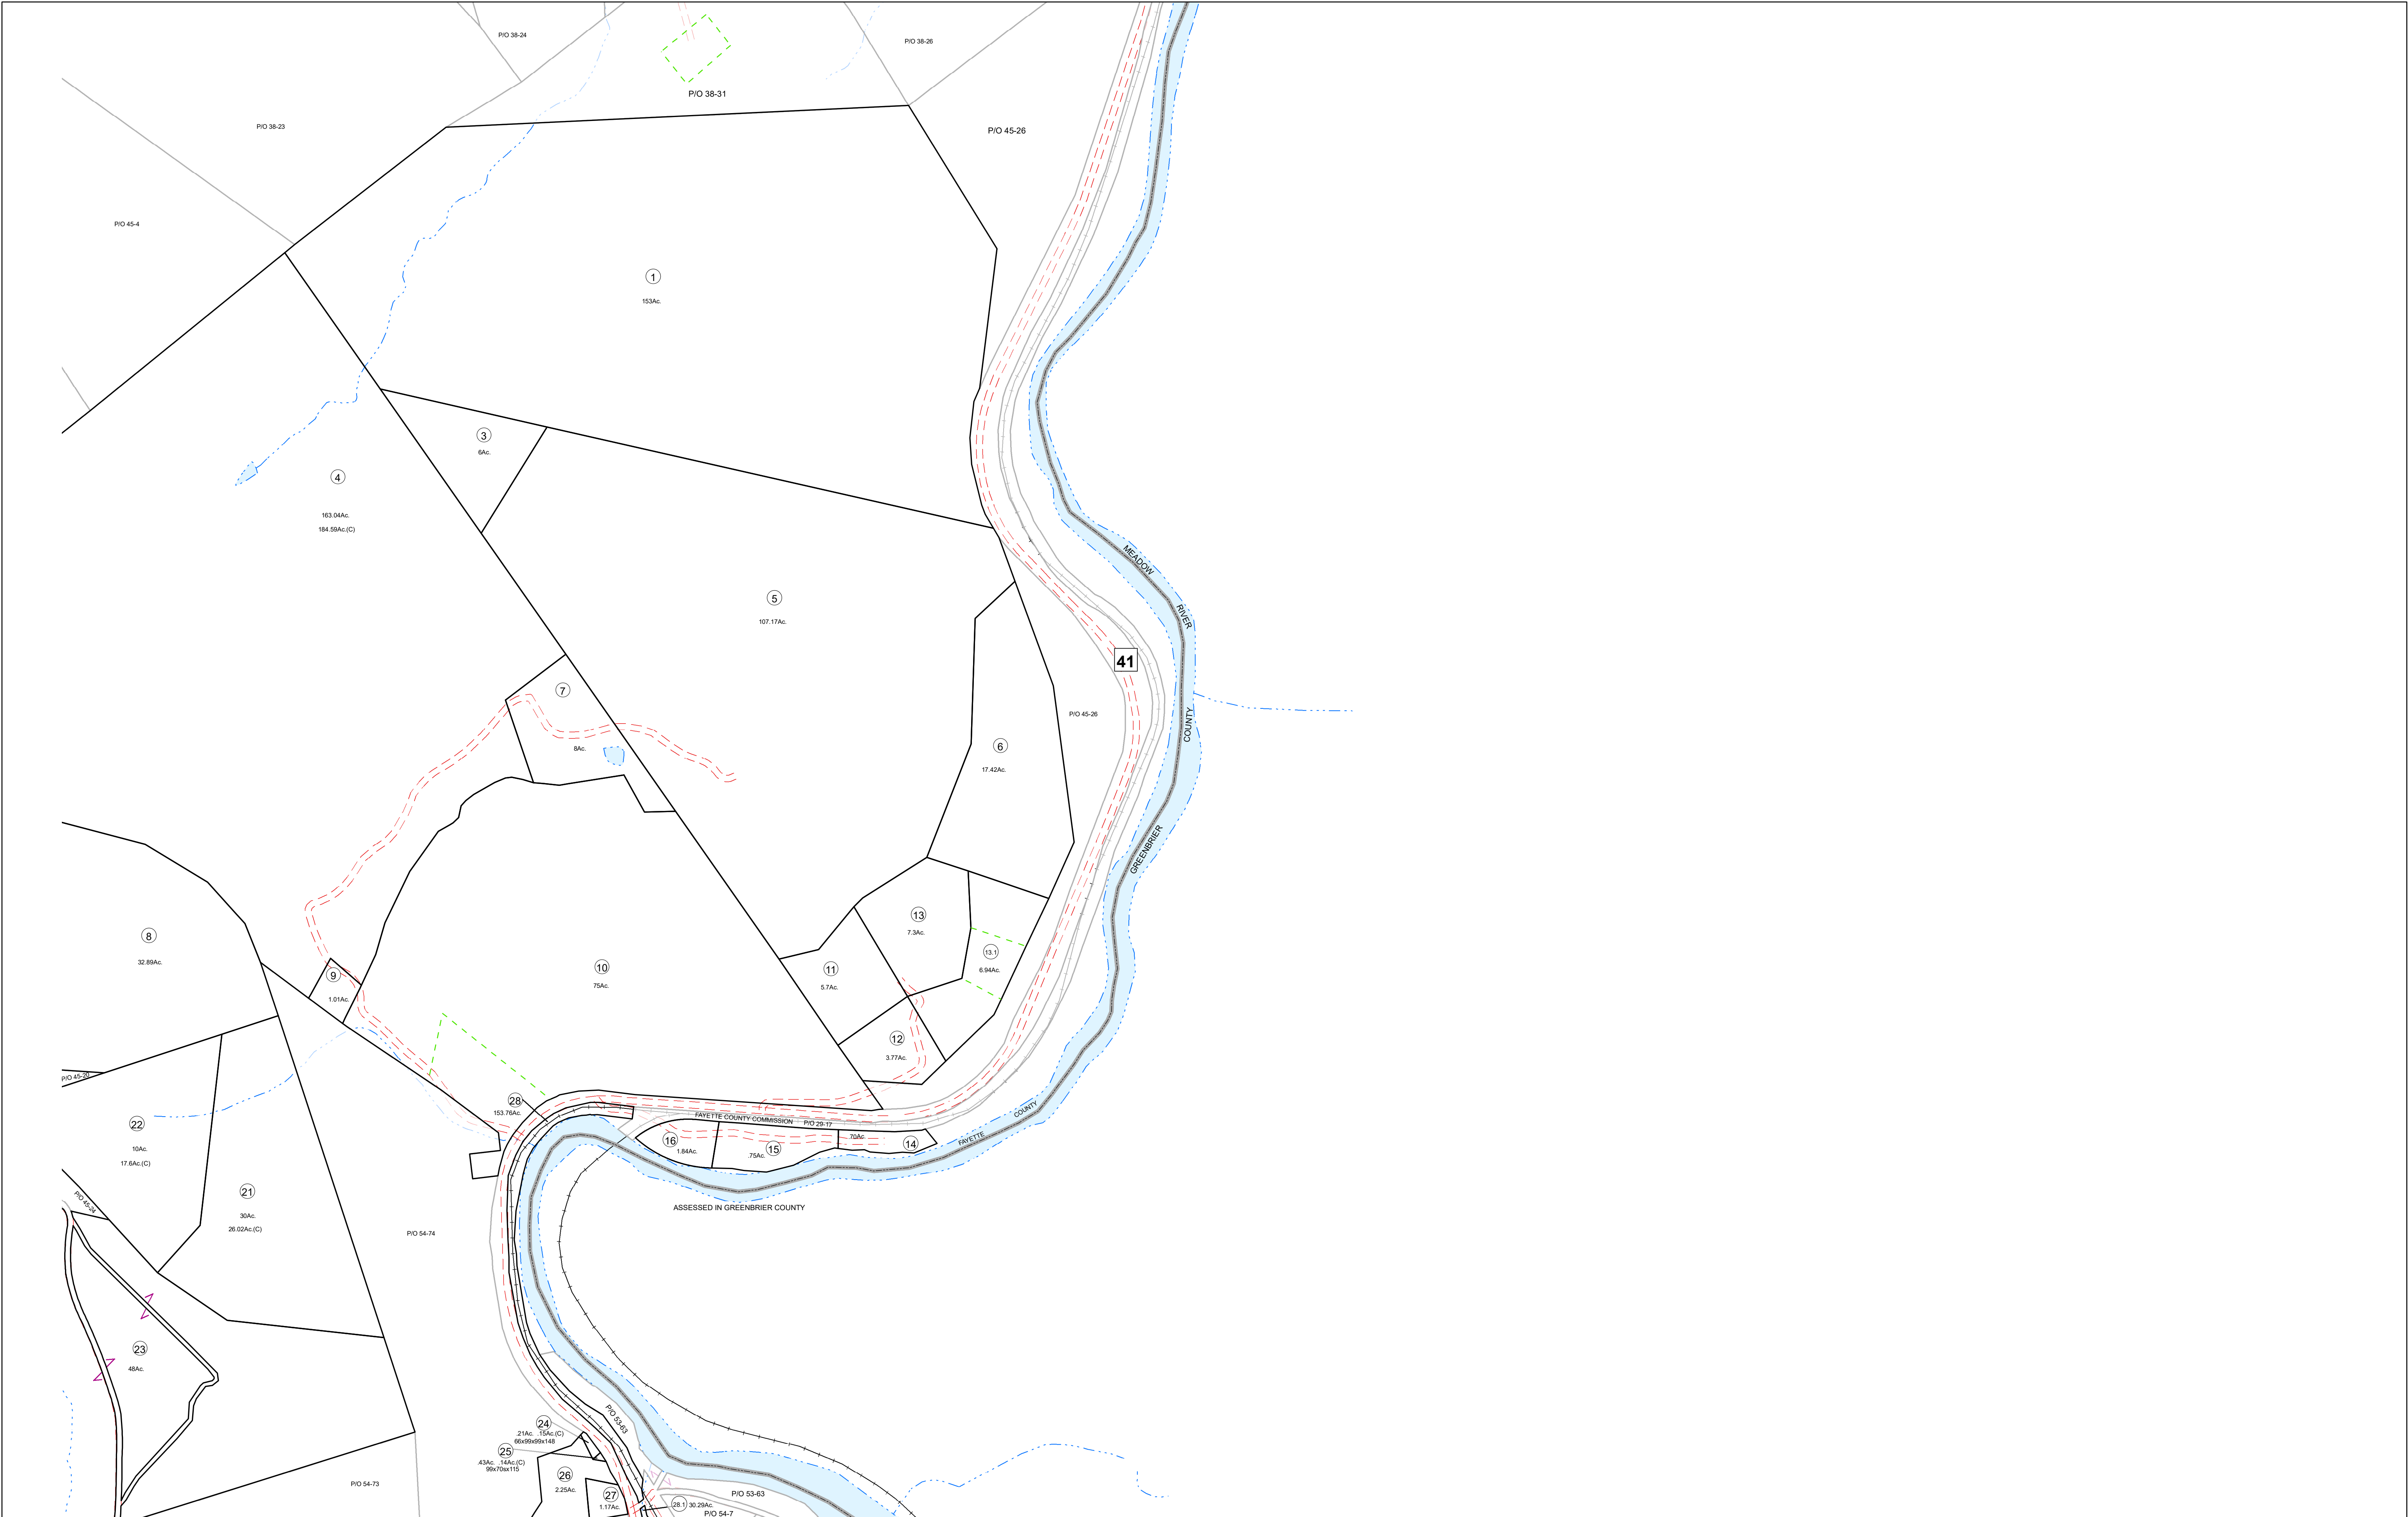 P/O 38-24
P/O 38-26
P/O 38-31
P/O 38-23
P/O 45-26
P/O 45-4
1
153Ac.
3
6Ac.
4
163.04Ac.
184.59Ac.(C)
MEADOW
RIVER
5
107.17Ac.
41
7
8Ac.
P/O 45-26
COUNTY
6
17.42Ac.
GREENBRIER
8
32.89Ac.
9
1.01Ac.
10
75Ac.
13
7.3Ac.
13.1
6.94Ac.
11
5.7Ac.
12
3.77Ac.
P/O 45-20
28
153.76Ac.
FAYETTE COUNTY COMMISSION
P/O 29-17
COUNTY
FAYETTE
22
10Ac.
17.6Ac.(C)
16
1.84Ac.
15
.75Ac.
.70Ac.
14
P/O 45-24
21
30Ac.
26.02Ac.(C)
ASSESSED IN GREENBRIER COUNTY
P/O 54-74
23
48Ac.
P/O 53-63
24
.21Ac. .15Ac.(C)
66x99x99x148
25
.43Ac. .14Ac.(C)
99x70sx115
26
2.25Ac.
27
1.17Ac.
P/O 54-73
28.1 30.29Ac.
P/O 53-63
P/O 54-7